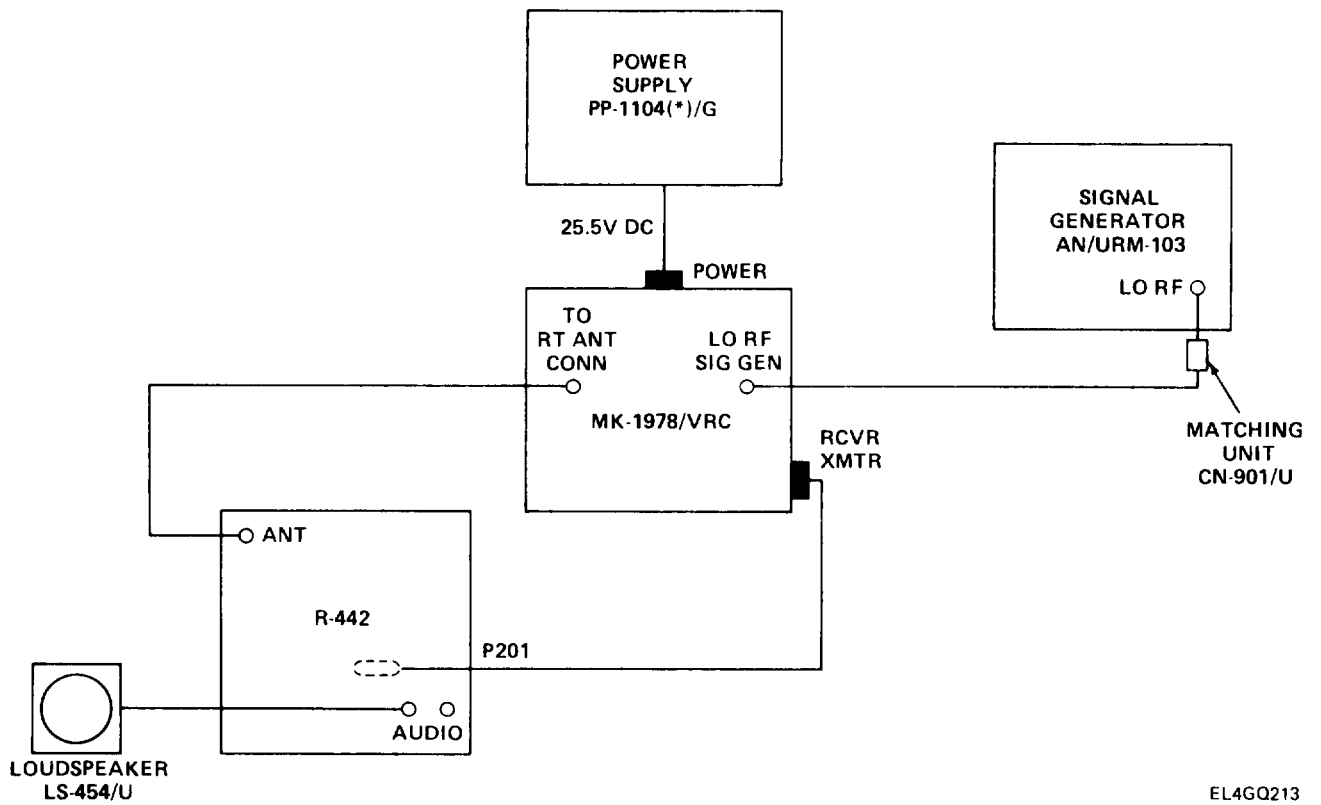 POWER
SUPPLY
PP-1104(*)/G
25.5V DC
POWER
SIGNAL
GENERATOR
AN/URM-103
LO RF
MATCHING
UNIT
CN-901/U
TO
RT ANT
CONN
LO RF
SIG GEN
MK-1978/VRC
RCVR
XMTR
ANT
R-442
P201
AUDIO
LOUDSPEAKER
LS-454/U
EL4GQ213